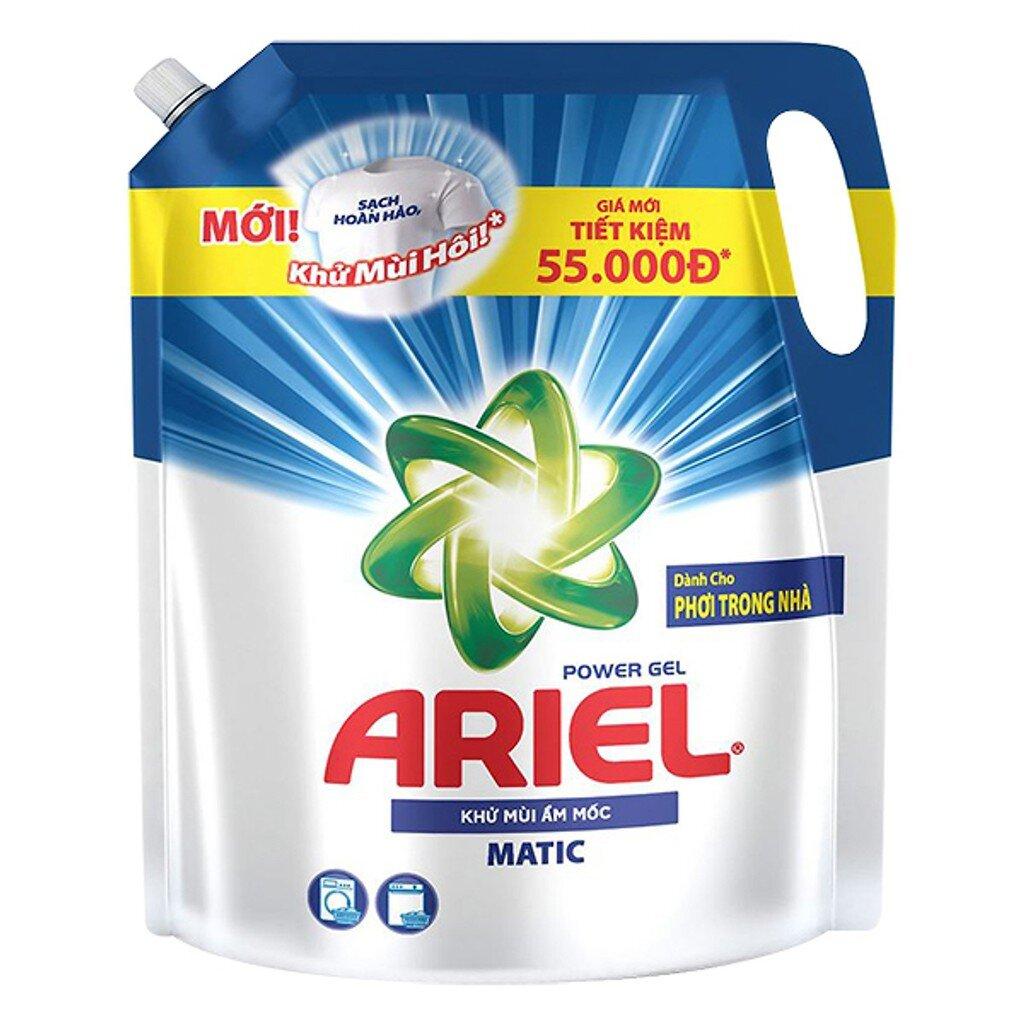 MỚI!
SẠCH
HOÀN HẢO,
Khử Mùi Hôi!*
GIÁ MỚI
TIẾT KIỆM
55.000Đ*
Dành Cho
PHƠI TRONG NHÀ
POWER GEL
ARIEL®
KHỬ MÙI ẨM MỐC
MATIC